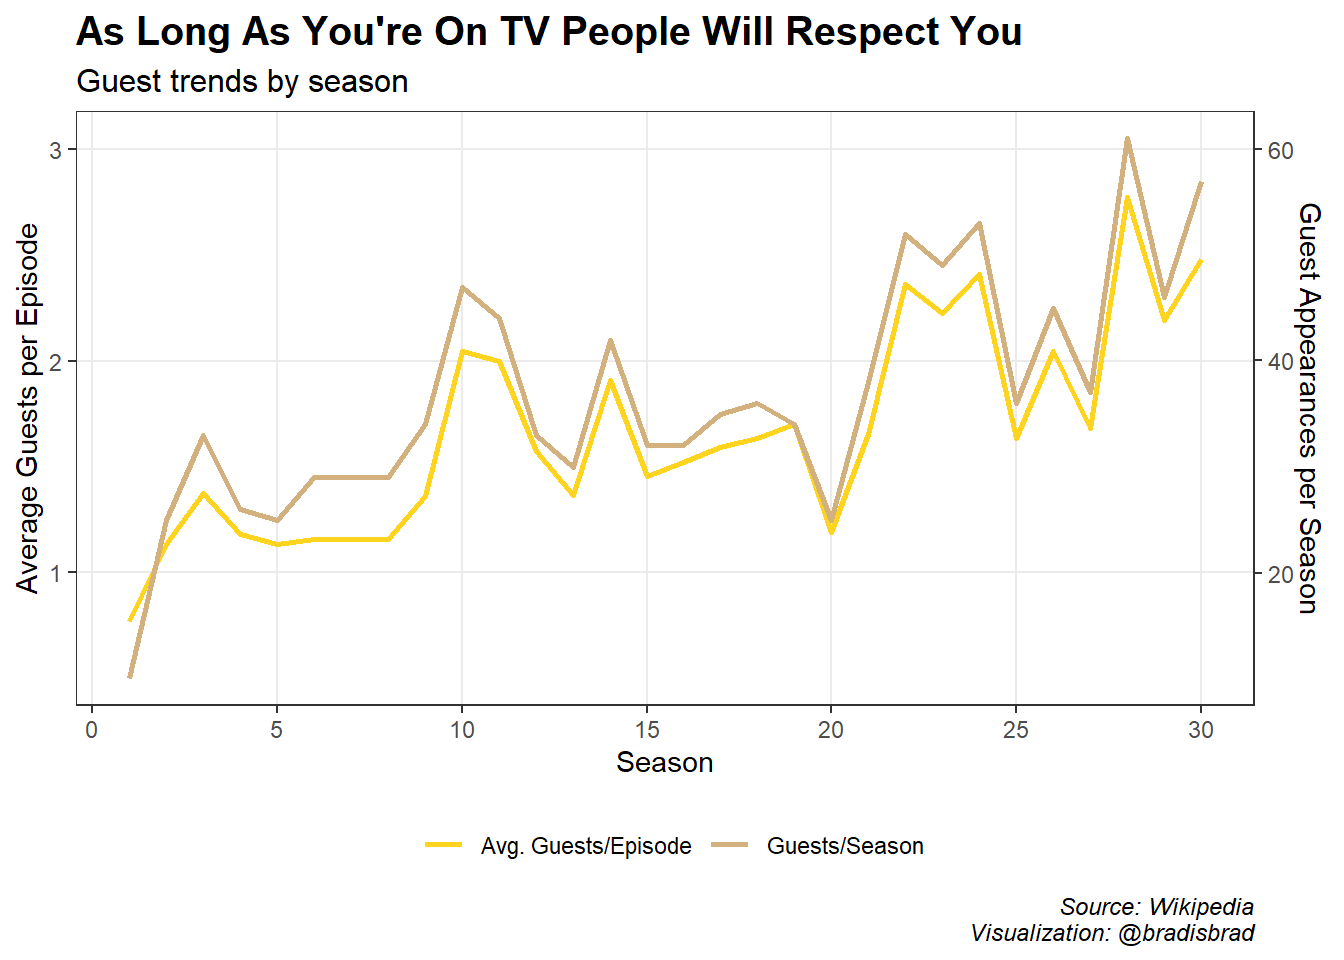 As Long As You're On TV People Will Respect You
Guest trends by season
Average Guests per Episode
3
2
1
60
40
20
Guest Appearances per Season
0 5 10 15 20 25 30
Season
Avg. Guests/Episode Guests/Season
Source: Wikipedia
Visualization: @bradisbrad